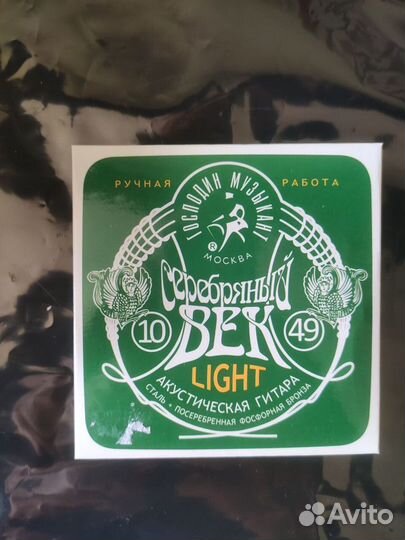 РУЧНАЯ РАБОТА
ГОСПОДИН МУЗЫКАНТ
®
МОСКВА
Серебряный
ВЕК
10 49
LIGHT
АКУСТИЧЕСКАЯ ГИТАРА
СТАЛЬ • ПОСЕРЕБРЕННАЯ ФОСФОРНАЯ БРОНЗА
Avito